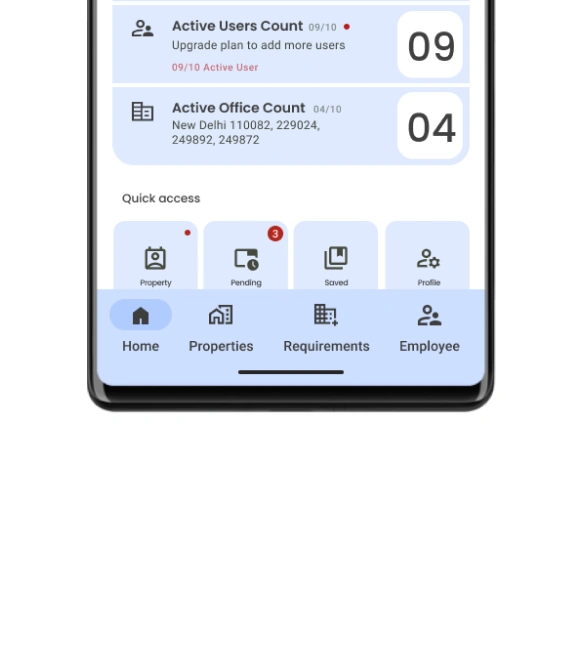 Active Users Count 09/10
Upgrade plan to add more users
09/10 Active User
09
Active Office Count 04/10
New Delhi 110082, 229024,
249892, 249872
04
Quick access
3
Property Pending Saved Profile
Home Properties Requirements Employee